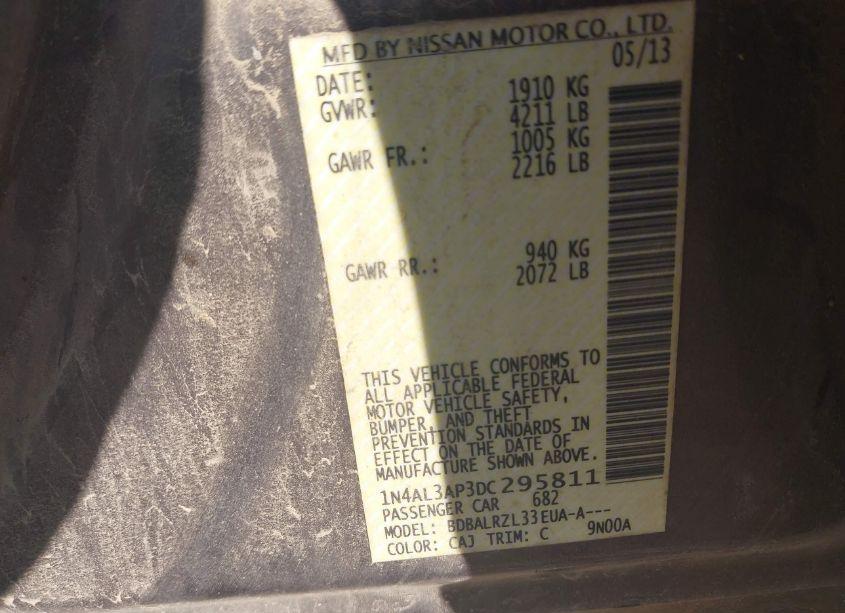 MFD BY NISSAN MOTOR CO., LTD.
DATE: 05/13
GVWR: 1910 KG
4211 LB
GAWR FR.: 1005 KG
2216 LB
GAWR RR.: 940 KG
2072 LB
THIS VEHICLE CONFORMS TO
ALL APPLICABLE FEDERAL
MOTOR VEHICLE SAFETY,
BUMPER, AND THEFT
PREVENTION STANDARDS IN
EFFECT ON THE DATE OF
MANUFACTURE SHOWN ABOVE.
1N4AL3AP3DC295811
PASSENGER CAR 682
MODEL: BDBALRZL33EUA-A---
COLOR: CAJ TRIM: C 9N00A